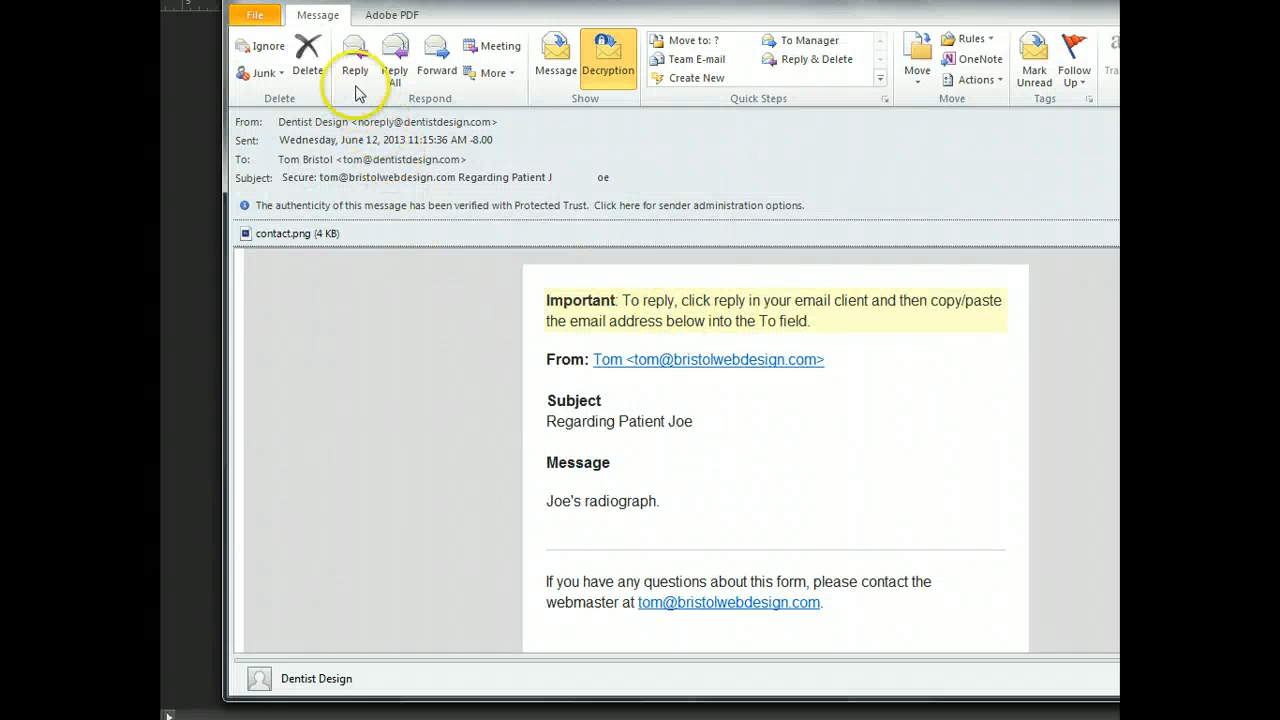 File Message Adobe PDF
Ignore Meeting Move to: ? To Manager Rules
OneNote
Junk Delete Reply Reply All Forward More Message Decryption Team E-mail Reply & Delete Move Mark Unread Follow Up
Create New Actions
Delete Respond Show Quick Steps Move Tags
From: Dentist Design <noreply@dentistdesign.com>
Sent: Wednesday, June 12, 2013 11:15:36 AM -8.00
To: Tom Bristol <tom@dentistdesign.com>
Subject: Secure: tom@bristolwebdesign.com Regarding Patient J oe
The authenticity of this message has been verified with Protected Trust. Click here for sender administration options.
contact.png (4 KB)
Important: To reply, click reply in your email client and then copy/paste
the email address below into the To field.
From: Tom <tom@bristolwebdesign.com>
Subject
Regarding Patient Joe
Message
Joe's radiograph.
If you have any questions about this form, please contact the
webmaster at tom@bristolwebdesign.com.
Dentist Design